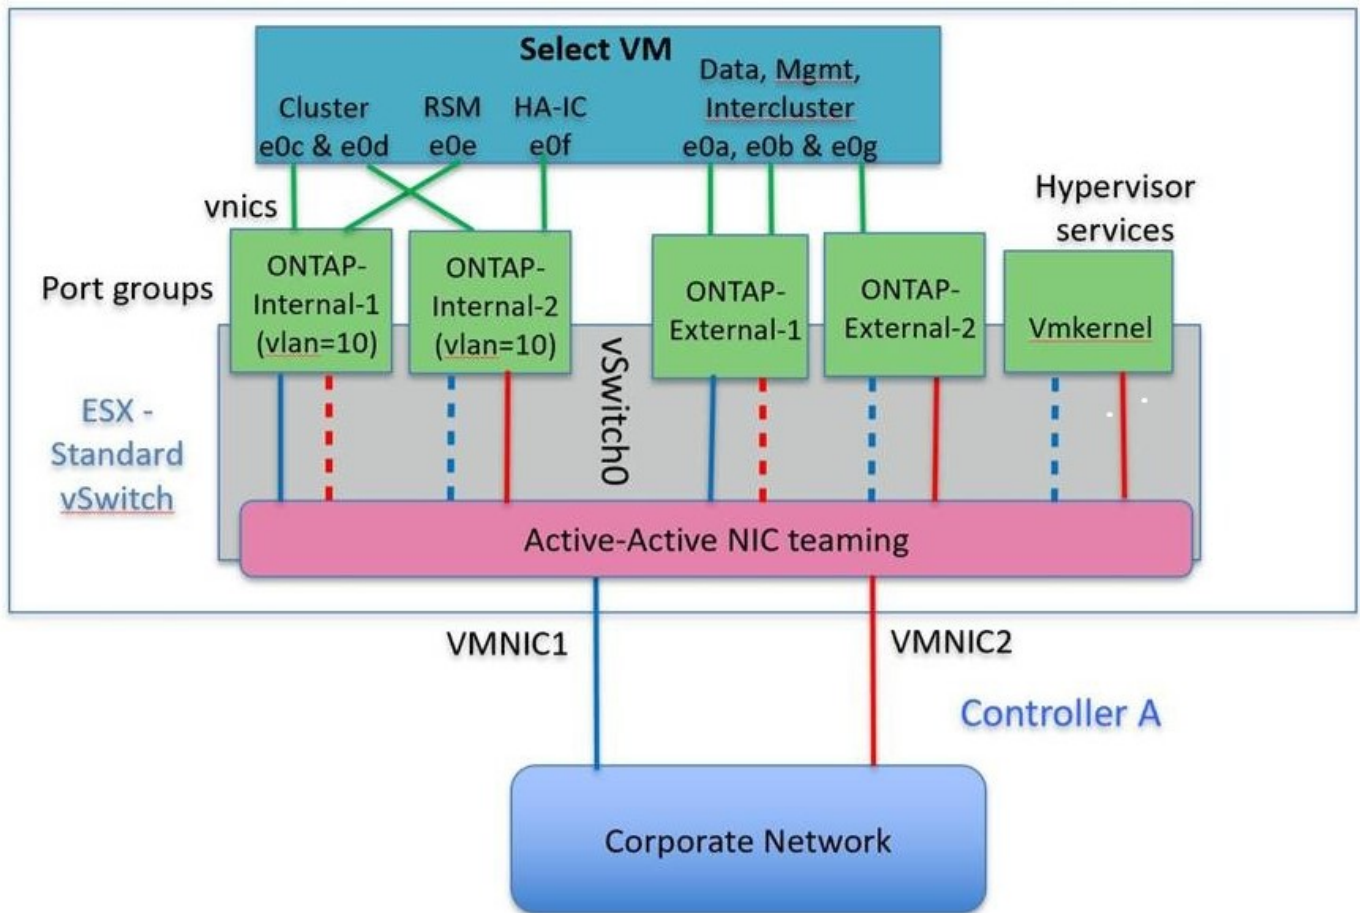 Select VM
Data, Mgmt,
Cluster
RSM
HA-IC
Intercluster
e0c & e0d
e0e
e0f
e0a, e0b & e0g
vnics
Hypervisor
services
Port groups
ONTAP-
Internal-1
(vlan=10)
ONTAP-
Internal-2
(vlan=10)
ONTAP-
External-1
ONTAP-
External-2
Vmkernel
vSwitch0
ESX -
Standard
vSwitch
Active-Active NIC teaming
VMNIC1
VMNIC2
Controller A
Corporate Network